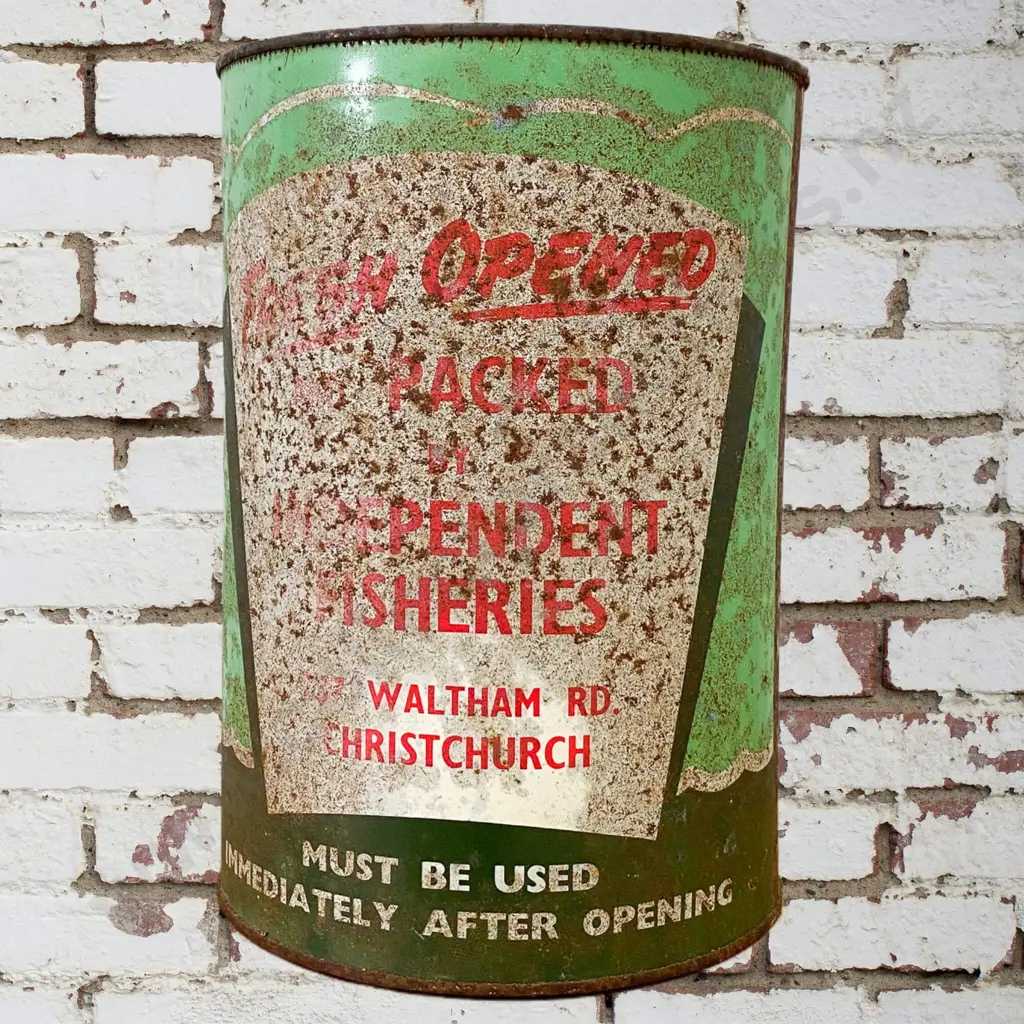 FRESH OPENED
PACKED
BY
INDEPENDENT
FISHERIES
WALTHAM RD.
CHRISTCHURCH
MUST BE USED
IMMEDIATELY AFTER OPENING